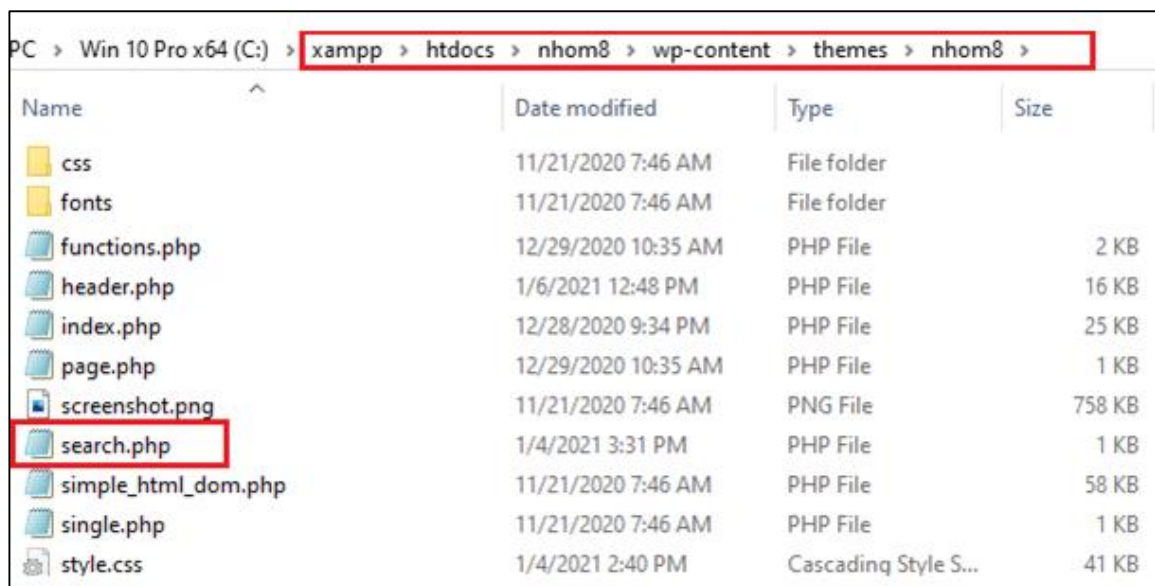 PC > Win 10 Pro x64 (C:) > xampp > htdocs > nhom8 > wp-content > themes > nhom8 >
Name Date modified Type Size
css 11/21/2020 7:46 AM File folder
fonts 11/21/2020 7:46 AM File folder
functions.php 12/29/2020 10:35 AM PHP File 2 KB
header.php 1/6/2021 12:48 PM PHP File 16 KB
index.php 12/28/2020 9:34 PM PHP File 25 KB
page.php 12/29/2020 10:35 AM PHP File 1 KB
screenshot.png 11/21/2020 7:46 AM PNG File 758 KB
search.php 1/4/2021 3:31 PM PHP File 1 KB
simple_html_dom.php 11/21/2020 7:46 AM PHP File 58 KB
single.php 11/21/2020 7:46 AM PHP File 1 KB
style.css 1/4/2021 2:40 PM Cascading Style S... 41 KB